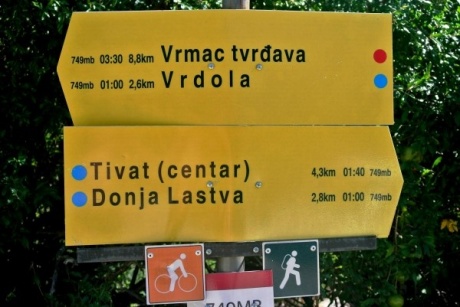 749mb 03:30 8,8km Vrmac tvrđava
749mb 01:00 2,6km Vrdola
Tivat (centar) 4,3km 01:40 749mb
Donja Lastva 2,8km 01:00 749mb
749MB